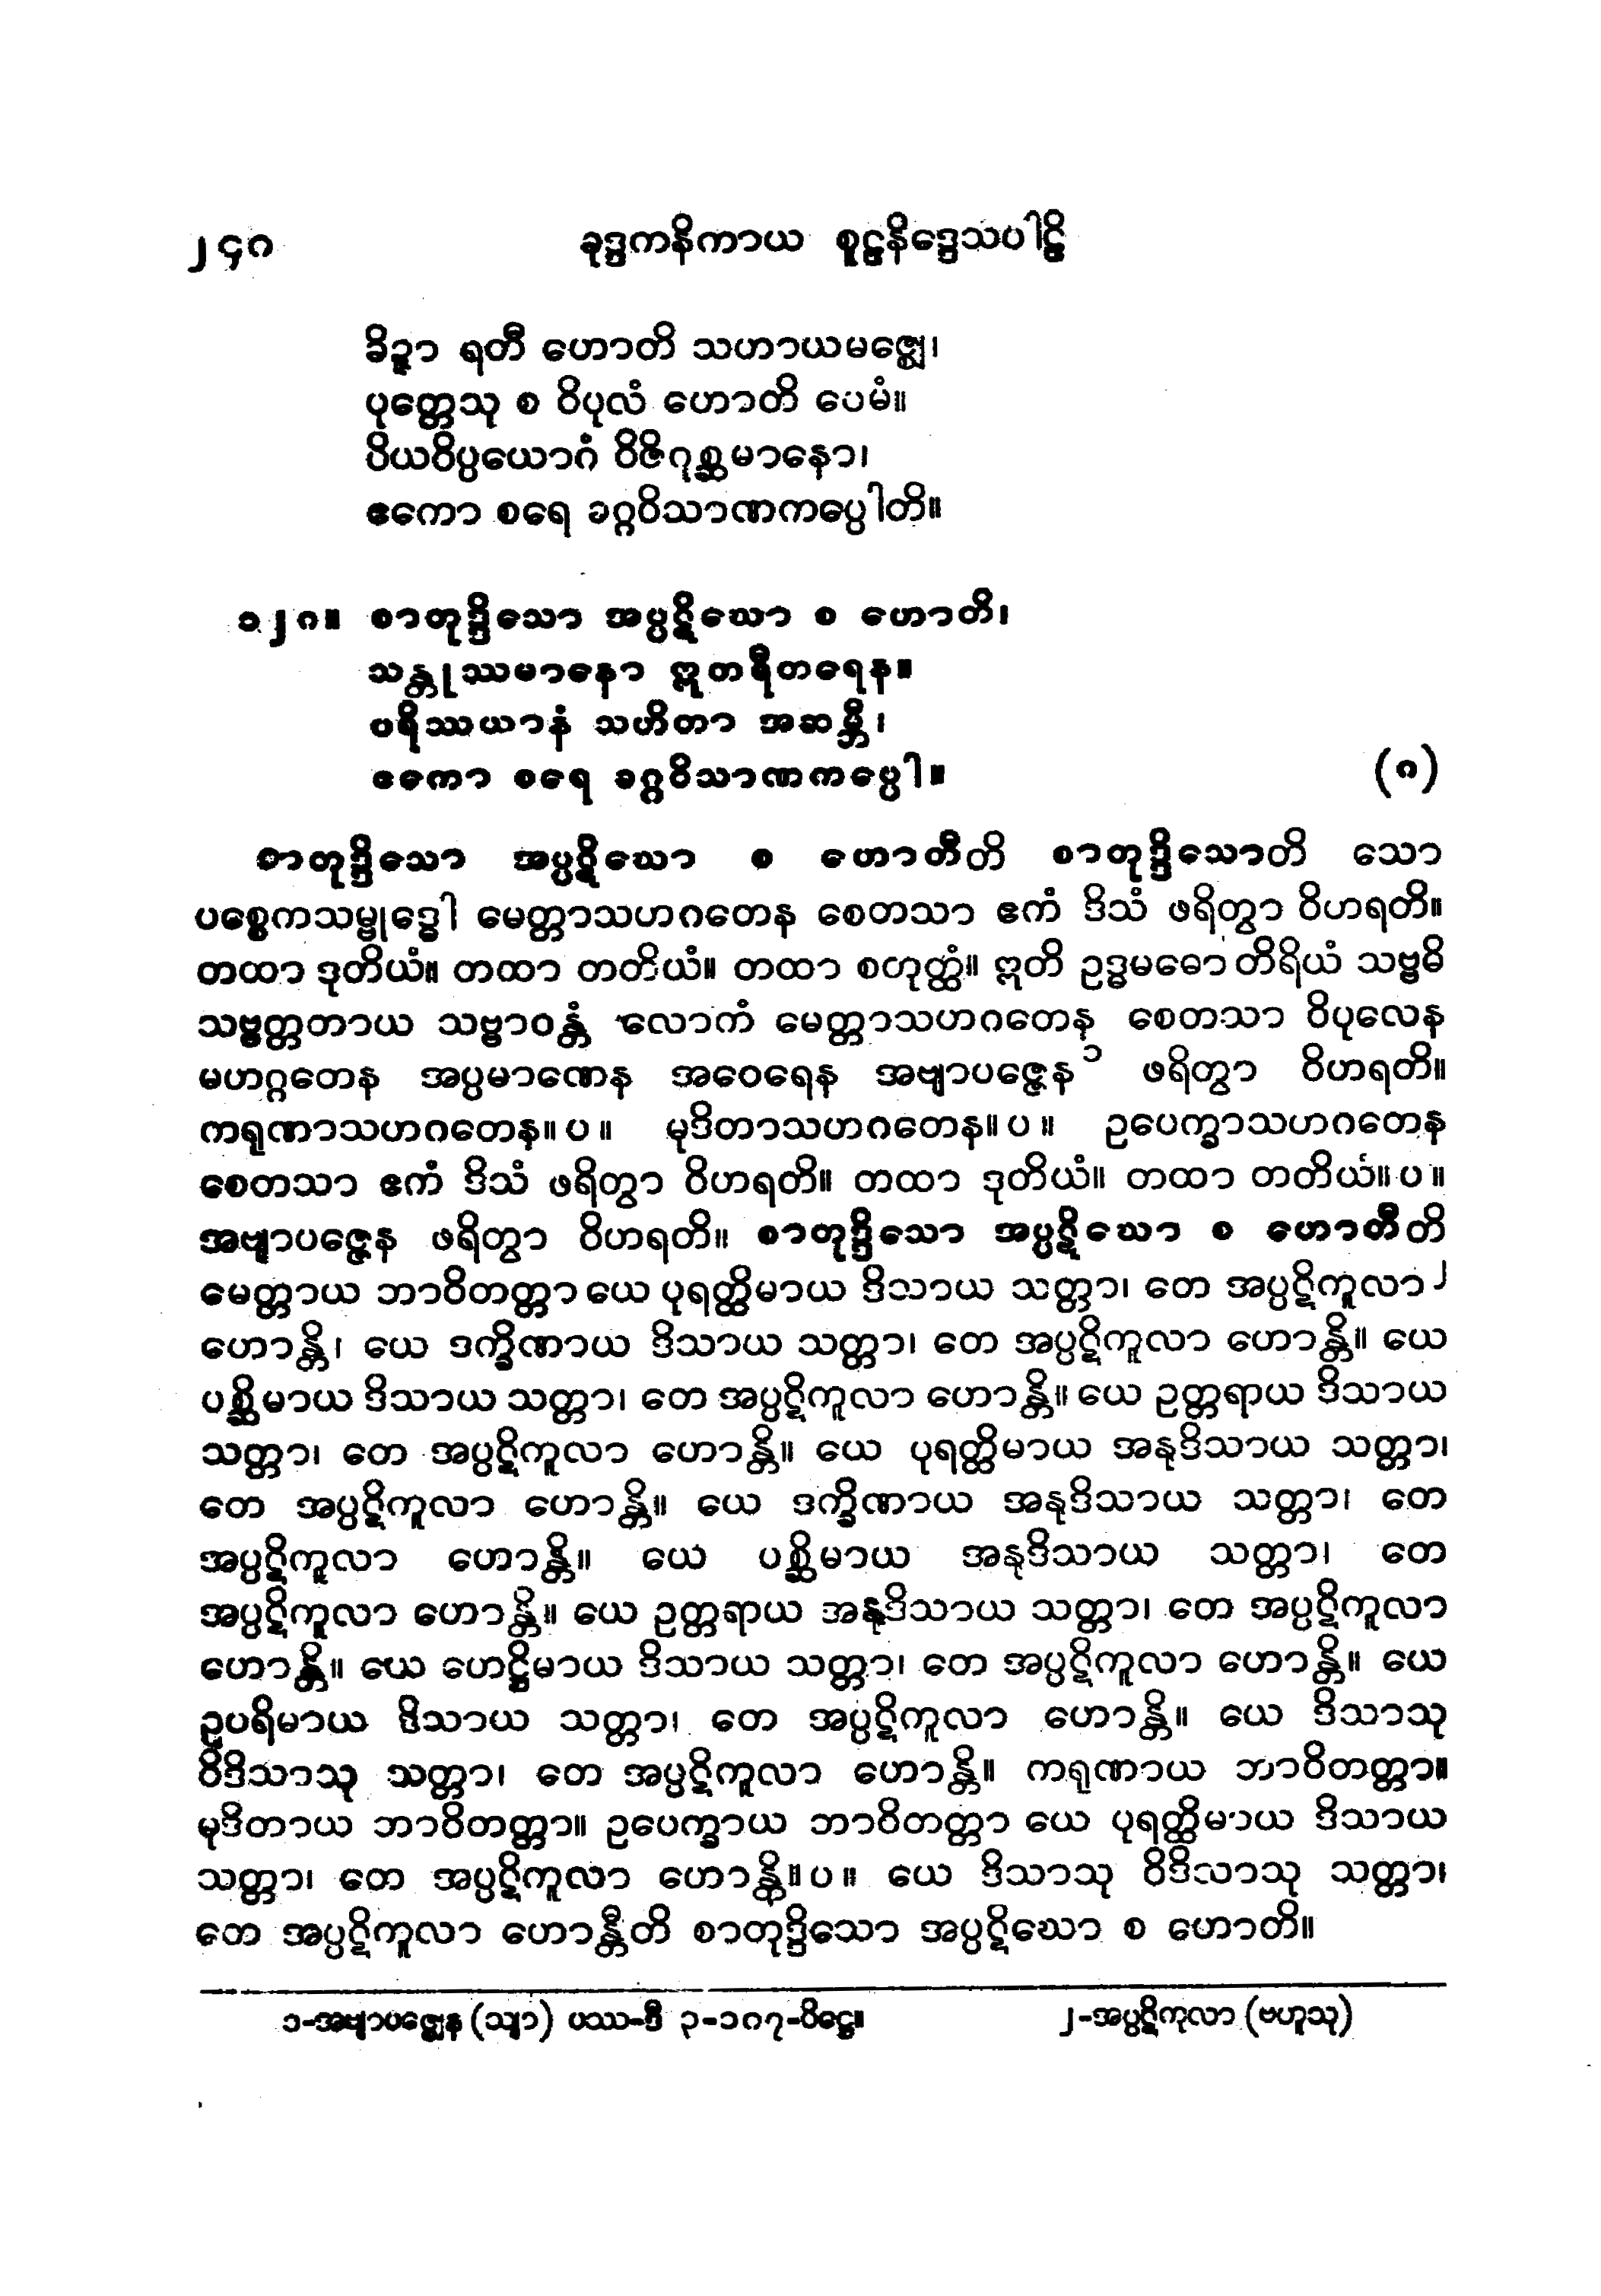 ၂၄၈ ခုဒ္ဒကနိကာယ စူဠနိဒ္ဒေသပါဠိ
ခိဍ္ဍာ ရတီ ဟောတိ သဟာယမဇ္ဈေ၊
ပုတ္တေသု စ ဝိပုလံ ဟောတိ ပေမံ။
ပိယဝိပ္ပယောဂံ ဝိဇိဂုစ္ဆမာနော၊
ဧကော စရေ ခဂ္ဂဝိသာဏကပ္ပေါတိ။
၁၂၈။ စာတုဒ္ဒိသော အပ္ပဋိဃော စ ဟောတိ၊
သန္တုဿမာနော ဣတရီတရေန။
ပရိဿယာနံ သဟိတာ အဆမ္ဘီ၊
ဧကော စရေ ခဂ္ဂဝိသာဏကပ္ပေါ။ (၈)
စာတုဒ္ဒိသော အပ္ပဋိဃော စ ဟောတီတိ စာတုဒ္ဒိသောတိ သော
ပစ္စေကသမ္ဗုဒ္ဓေါ မေတ္တာသဟဂတေန စေတသာ ဧကံ ဒိသံ ဖရိတွာ ဝိဟရတိ။
တထာ ဒုတိယံ။ တထာ တတိယံ။ တထာ စတုတ္ထံ။ ဣတိ ဥဒ္ဓမဓော တိရိယံ သဗ္ဗဓိ
သဗ္ဗတ္တတာယ သဗ္ဗာဝန္တံ လောကံ မေတ္တာသဟဂတေန စေတသာ ဝိပုလေန
မဟဂ္ဂတေန အပ္ပမာဏေန အဝေရေန အဗျာပဇ္ဇေန ၁ ဖရိတွာ ဝိဟရတိ။
ကရုဏာသဟဂတေန။ ပ ။ မုဒိတာသဟဂတေန။ ပ ။ ဥပေက္ခာသဟဂတေန
စေတသာ ဧကံ ဒိသံ ဖရိတွာ ဝိဟရတိ။ တထာ ဒုတိယံ။ တထာ တတိယံ။ ပ ။
အဗျာပဇ္ဇေန ဖရိတွာ ဝိဟရတိ။ စာတုဒ္ဒိသော အပ္ပဋိဃော စ ဟောတီတိ
မေတ္တာယ ဘာဝိတတ္တာ ယေ ပုရတ္ထိမာယ ဒိသာယ သတ္တာ၊ တေ အပ္ပဋိကူလာ ၂
ဟောန္တိ၊ ယေ ဒက္ခိဏာယ ဒိသာယ သတ္တာ၊ တေ အပ္ပဋိကူလာ ဟောန္တိ။ ယေ
ပစ္ဆိမာယ ဒိသာယ သတ္တာ၊ တေ အပ္ပဋိကူလာ ဟောန္တိ။ ယေ ဥတ္တရာယ ဒိသာယ
သတ္တာ၊ တေ အပ္ပဋိကူလာ ဟောန္တိ။ ယေ ပုရတ္ထိမာယ အနုဒိသာယ သတ္တာ၊
တေ အပ္ပဋိကူလာ ဟောန္တိ။ ယေ ဒက္ခိဏာယ အနုဒိသာယ သတ္တာ၊ တေ
အပ္ပဋိကူလာ ဟောန္တိ။ ယေ ပစ္ဆိမာယ အနုဒိသာယ သတ္တာ၊ တေ
အပ္ပဋိကူလာ ဟောန္တိ။ ယေ ဥတ္တရာယ အနုဒိသာယ သတ္တာ၊ တေ အပ္ပဋိကူလာ
ဟောန္တိ။ ယေ ဟေဋ္ဌိမာယ ဒိသာယ သတ္တာ၊ တေ အပ္ပဋိကူလာ ဟောန္တိ။ ယေ
ဥပရိမာယ ဒိသာယ သတ္တာ၊ တေ အပ္ပဋိကူလာ ဟောန္တိ။ ယေ ဒိသာသု
ဝိဒိသာသု သတ္တာ၊ တေ အပ္ပဋိကူလာ ဟောန္တိ။ ကရုဏာယ ဘာဝိတတ္တာ။
မုဒိတာယ ဘာဝိတတ္တာ။ ဥပေက္ခာယ ဘာဝိတတ္တာ ယေ ပုရတ္ထိမာယ ဒိသာယ
သတ္တာ၊ တေ အပ္ပဋိကူလာ ဟောန္တိ။ ပ ။ ယေ ဒိသာသု ဝိဒိသာသု သတ္တာ၊
တေ အပ္ပဋိကူလာ ဟောန္တီတိ စာတုဒ္ဒိသော အပ္ပဋိဃော စ ဟောတိ။
၁-အဗျာပဇ္ဈေန (သျာ) ပဿ-ဒီ ၃-၁၈၇-ပိဋ္ဌေ။ ၂-အပ္ပဋိကုလာ (ဗဟူသု)